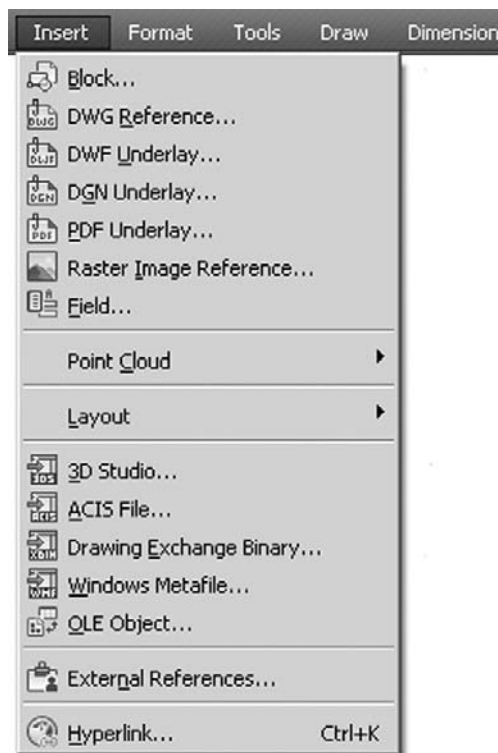 Insert Format Tools Draw Dimension
Block...
DWG Reference...
DWF Underlay...
DGN Underlay...
PDF Underlay...
Raster Image Reference...
Field...
Point Cloud
Layout
3D Studio...
ACIS File...
Drawing Exchange Binary...
Windows Metafile...
OLE Object...
External References...
Hyperlink... Ctrl+K